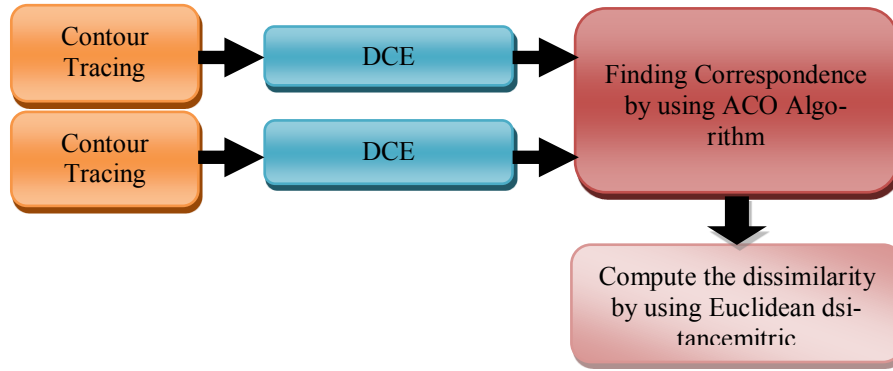 Contour
Tracing
DCE
Contour
Tracing
DCE
Finding Correspondence
by using ACO Algo-
rithm
Compute the dissimilarity
by using Euclidean dsi-
tancemitric